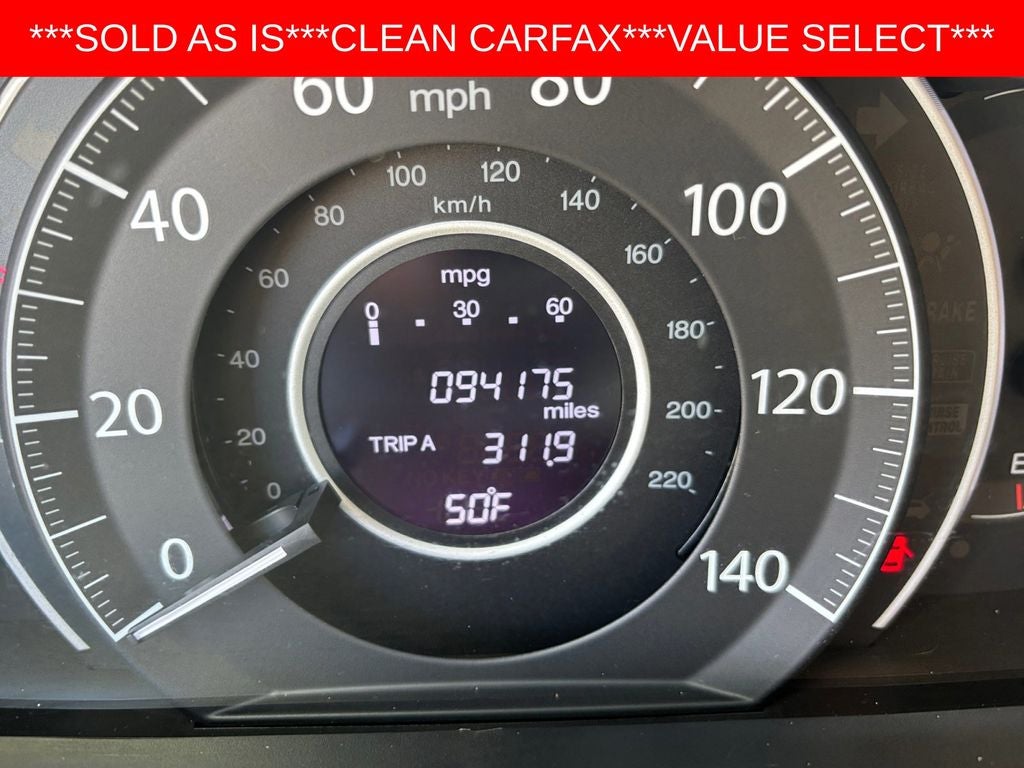 ***SOLD AS IS***CLEAN CARFAX***VALUE SELECT***
60 mph 80
100 120
80 km/h 140
40 100
160
60
mpg
0 30 60
180
40
094175
miles
20 120
200
TRIP A 311.9
20
220
0
50°F
0 140